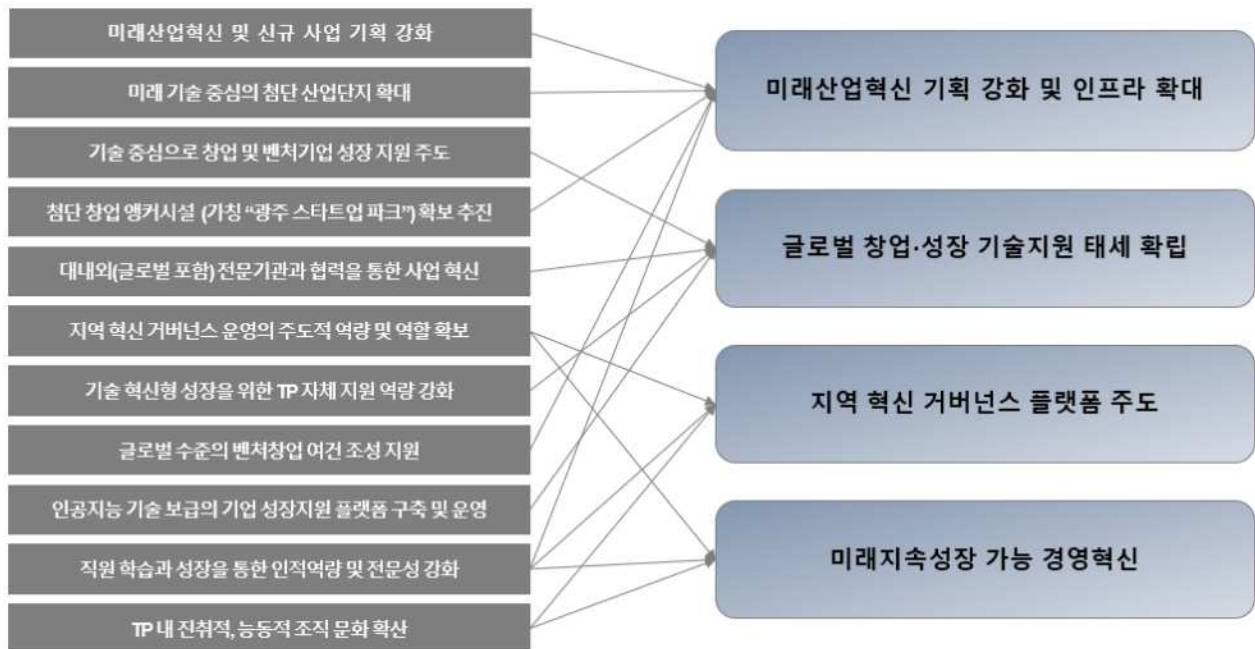 미래산업혁신 및 신규 사업 기획 강화
미래 기술 중심의 첨단 산업단지 확대
기술 중심으로 창업 및 벤처기업 성장 지원 주도
첨단 창업 앵커시설 (가칭 “광주 스타트업 파크”) 확보 추진
대내외(글로벌 포함) 전문기관과 협력을 통한 사업 혁신
지역 혁신 거버넌스 운영의 주도적 역량 및 역할 확보
기술 혁신형 성장을 위한 TP 자체 지원 역량 강화
글로벌 수준의 벤처창업 여건 조성 지원
인공지능 기술 보급의 기업 성장지원 플랫폼 구축 및 운영
직원 학습과 성장을 통한 인적역량 및 전문성 강화
TP 내 진취적, 능동적 조직 문화 확산
미래산업혁신 기획 강화 및 인프라 확대
글로벌 창업·성장 기술지원 태세 확립
지역 혁신 거버넌스 플랫폼 주도
미래지속성장 가능 경영혁신